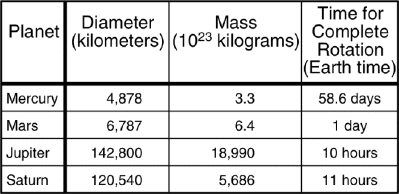 Planet Diameter (kilometers) Mass (10²³ kilograms) Time for Complete Rotation (Earth time)
Mercury 4,878 3.3 58.6 days
Mars 6,787 6.4 1 day
Jupiter 142,800 18,990 10 hours
Saturn 120,540 5,686 11 hours